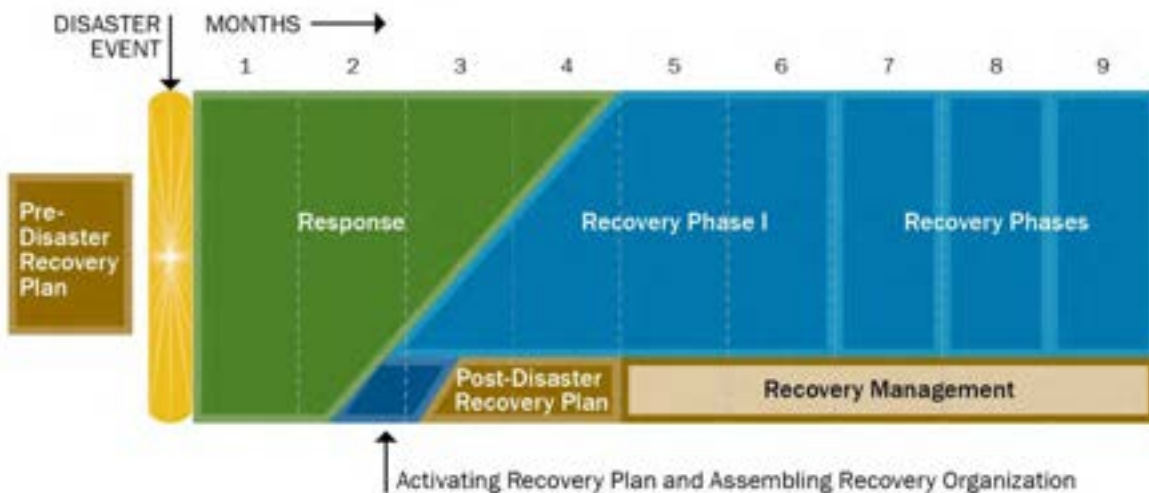 DISASTER
EVENT
MONTHS
1 2 3 4 5 6 7 8 9
Pre-
Disaster
Recovery
Plan
Response
Recovery Phase I
Recovery Phases
Post-Disaster
Recovery Plan
Recovery Management
Activating Recovery Plan and Assembling Recovery Organization